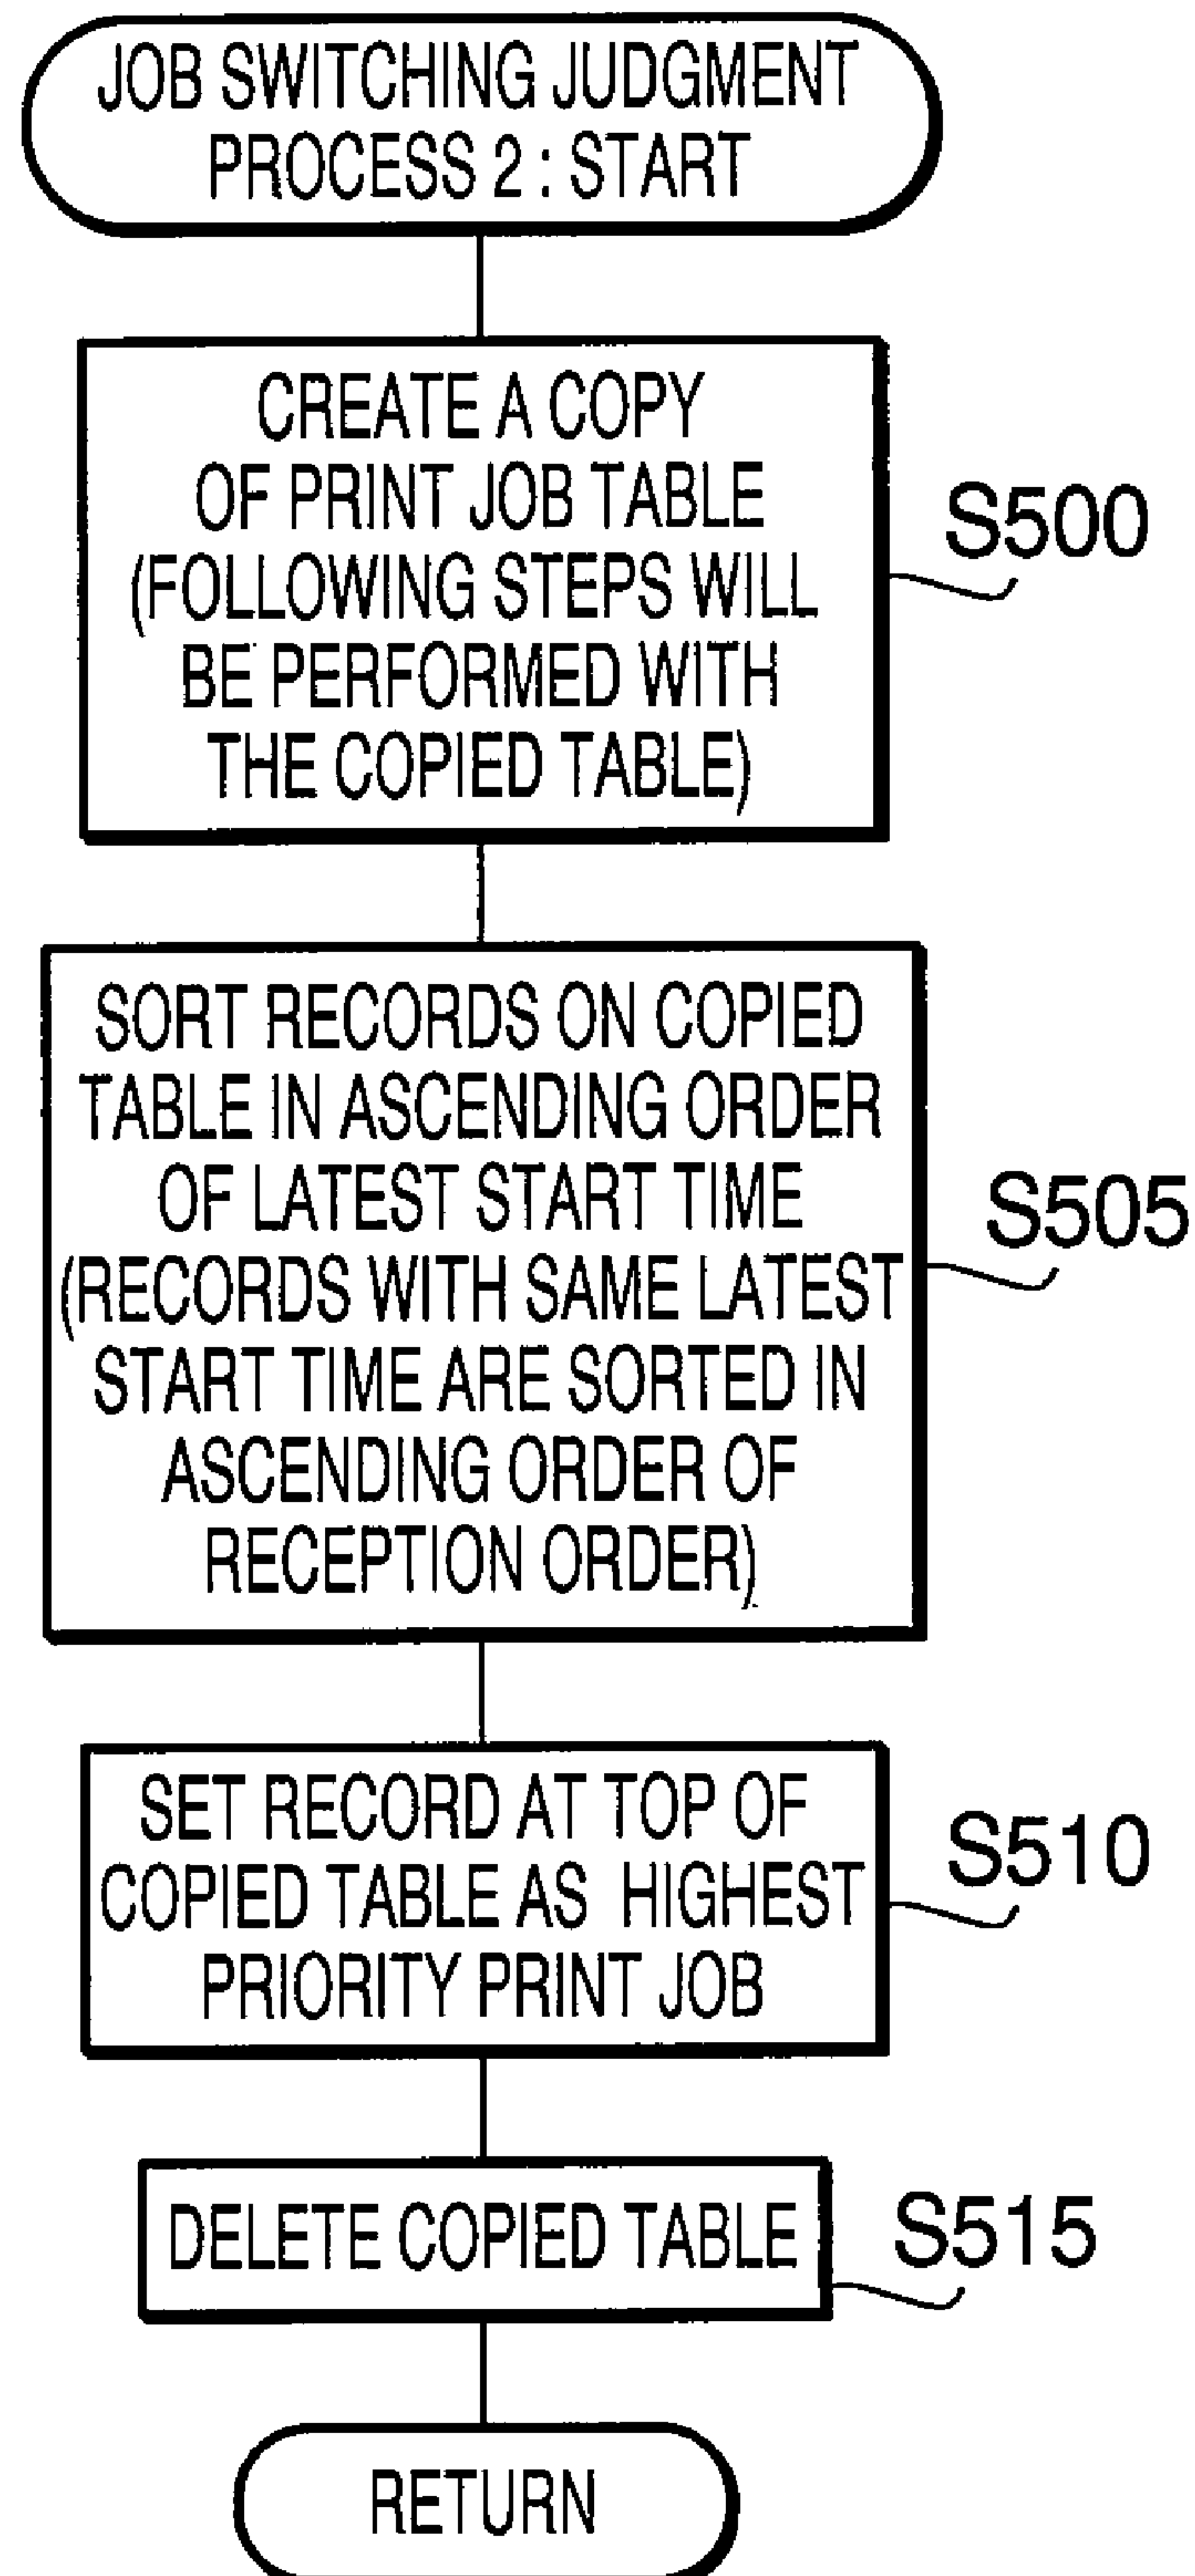 JOB SWITCHING JUDGMENT
PROCESS 2 : START
CREATE A COPY
OF PRINT JOB TABLE
(FOLLOWING STEPS WILL
BE PERFORMED WITH
THE COPIED TABLE)
S500
SORT RECORDS ON COPIED
TABLE IN ASCENDING ORDER
OF LATEST START TIME
(RECORDS WITH SAME LATEST
START TIME ARE SORTED IN
ASCENDING ORDER OF
RECEPTION ORDER)
S505
SET RECORD AT TOP OF
COPIED TABLE AS HIGHEST
PRIORITY PRINT JOB
S510
DELETE COPIED TABLE
S515
RETURN